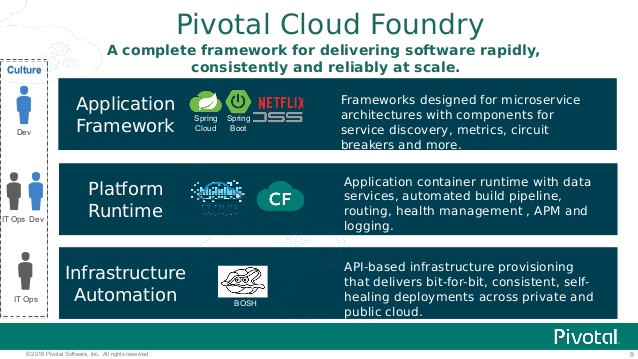 Pivotal Cloud Foundry
A complete framework for delivering software rapidly,
consistently and reliably at scale.
Culture
Dev
IT Ops Dev
IT Ops
Application
Framework
Spring
Cloud
Spring
Boot
NETFLIX
OSS
Frameworks designed for microservice
architectures with components for
service discovery, metrics, circuit
breakers and more.
Platform
Runtime
CF
Application container runtime with data
services, automated build pipeline,
routing, health management , APM and
logging.
Infrastructure
Automation
BOSH
API-based infrastructure provisioning
that delivers bit-for-bit, consistent, self-
healing deployments across private and
public cloud.
Pivotal
©2016 Pivotal Software, Inc. All rights reserved.
9